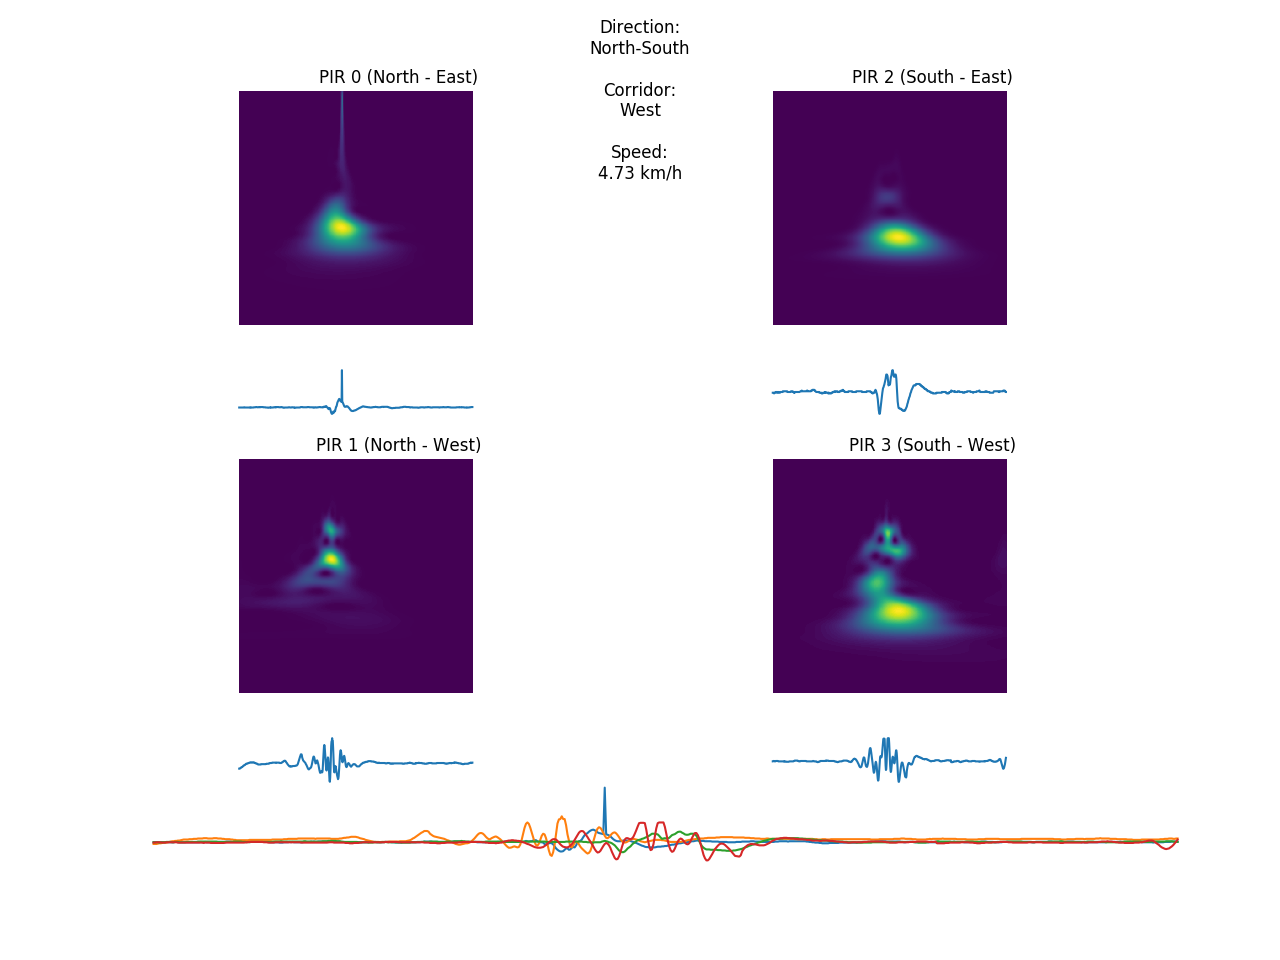 Direction:
North-South
Corridor:
West
Speed:
4.73 km/h
PIR 0 (North - East)
PIR 2 (South - East)
PIR 1 (North - West)
PIR 3 (South - West)